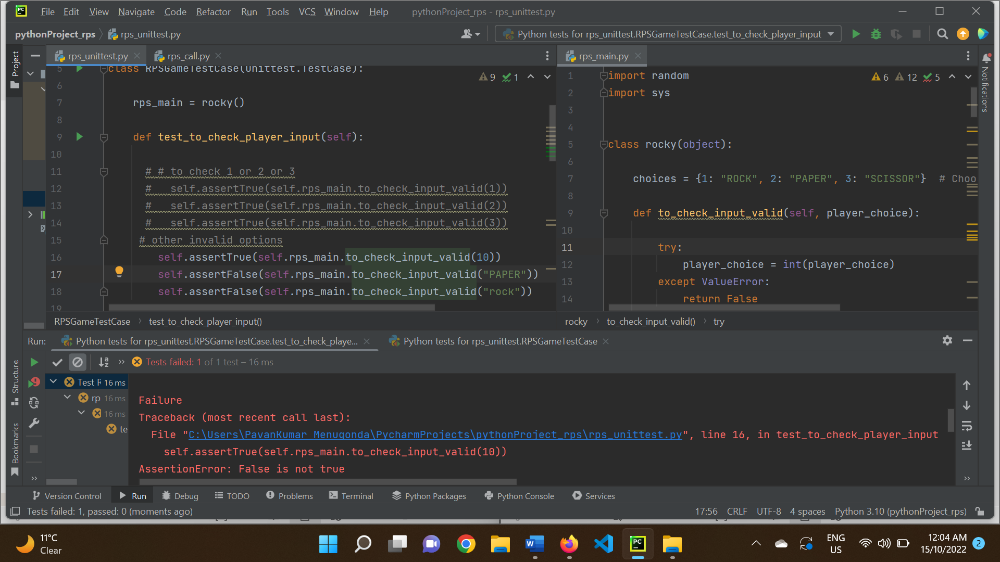 File Edit View Navigate Code Refactor Run Tools VCS Window Help pythonProject_rps - rps_unittest.py
pythonProject_rps rps_unittest.py
Python tests for rps_unittest.RPSGameTestCase.test_to_check_player_input
Project
rps_unittest.py
rps_call.py
5 class RPSGameTestCase(unittest.TestCase):
9 1
6
7 rps_main = rocky()
8
9 def test_to_check_player_input(self):
10
11 # # to check 1 or 2 or 3
12 # self.assertTrue(self.rps_main.to_check_input_valid(1))
13 # self.assertTrue(self.rps_main.to_check_input_valid(2))
14 # self.assertTrue(self.rps_main.to_check_input_valid(3))
15 # other invalid options
16 self.assertTrue(self.rps_main.to_check_input_valid(10))
17 self.assertFalse(self.rps_main.to_check_input_valid("PAPER"))
18 self.assertFalse(self.rps_main.to_check_input_valid("rock"))
19
RPSGameTestCase test_to_check_player_input()
rps_main.py
6 12 5
1 import random
2 import sys
3
4
5 class rocky(object):
6
7 choices = {1: "ROCK", 2: "PAPER", 3: "SCISSOR"} # Choo
8
9 def to_check_input_valid(self, player_choice):
10
11 try:
12 player_choice = int(player_choice)
13 except ValueError:
14 return False
rocky to_check_input_valid() try
Notifications
Run: Python tests for rps_unittest.RPSGameTestCase.test_to_check_playe... Python tests for rps_unittest.RPSGameTestCase
Tests failed: 1 of 1 test – 16 ms
Test R 16 ms
rp 16 ms
16 ms
te
Failure
Traceback (most recent call last):
File "C:\Users\PavanKumar Menugonda\PycharmProjects\pythonProject_rps\rps_unittest.py", line 16, in test_to_check_player_input
self.assertTrue(self.rps_main.to_check_input_valid(10))
AssertionError: False is not true
Structure
Bookmarks
Version Control Run Debug TODO Problems Terminal Python Packages Python Console Services
Tests failed: 1, passed: 0 (moments ago) 17:56 CRLF UTF-8 4 spaces Python 3.10 (pythonProject_rps)
11°C
Clear
ENG
US
12:04 AM
15/10/2022
2